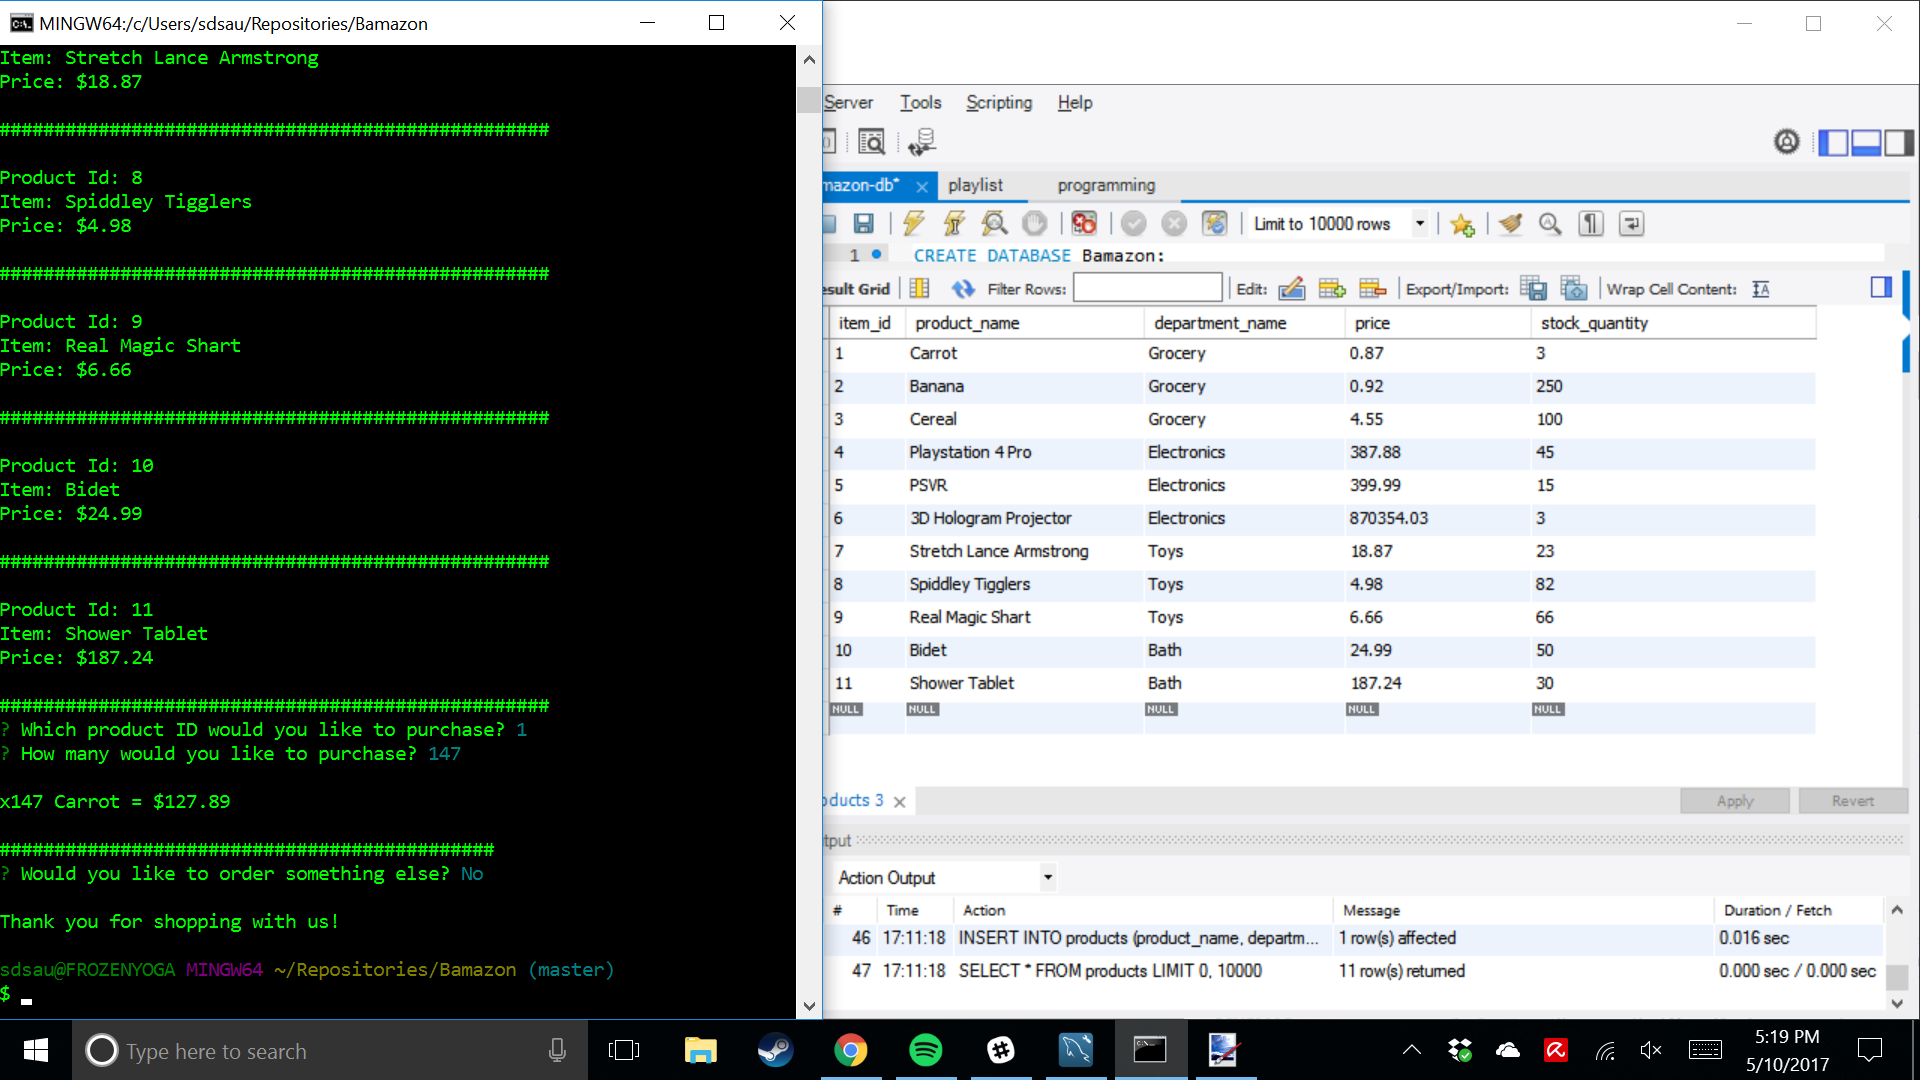 MINGW64:/c/Users/sdsau/Repositories/Bamazon
Item: Stretch Lance Armstrong
Price: $18.87
##################################################
Product Id: 8
Item: Spiddley Tigglers
Price: $4.98
##################################################
Product Id: 9
Item: Real Magic Shart
Price: $6.66
##################################################
Product Id: 10
Item: Bidet
Price: $24.99
##################################################
Product Id: 11
Item: Shower Tablet
Price: $187.24
##################################################
? Which product ID would you like to purchase? 1
? How many would you like to purchase? 147
x147 Carrot = $127.89
#############################################
? Would you like to order something else? No
Thank you for shopping with us!
sdsau@FROZENYOGA MINGW64 ~/Repositories/Bamazon (master)
$
Server Tools Scripting Help
mazon-db* playlist programming
Limit to 10000 rows
1 CREATE DATABASE Bamazon;
esult Grid Filter Rows: Edit: Export/Import: Wrap Cell Content:
item_id product_name department_name price stock_quantity
1 Carrot Grocery 0.87 3
2 Banana Grocery 0.92 250
3 Cereal Grocery 4.55 100
4 Playstation 4 Pro Electronics 387.88 45
5 PSVR Electronics 399.99 15
6 3D Hologram Projector Electronics 870354.03 3
7 Stretch Lance Armstrong Toys 18.87 23
8 Spiddley Tigglers Toys 4.98 82
9 Real Magic Shart Toys 6.66 66
10 Bidet Bath 24.99 50
11 Shower Tablet Bath 187.24 30
NULL NULL NULL NULL NULL
oducts 3 Apply Revert
tput
Action Output
# Time Action Message Duration / Fetch
46 17:11:18 INSERT INTO products (product_name, departm... 1 row(s) affected 0.016 sec
47 17:11:18 SELECT * FROM products LIMIT 0, 10000 11 row(s) returned 0.000 sec / 0.000 sec
Type here to search
5:19 PM
5/10/2017